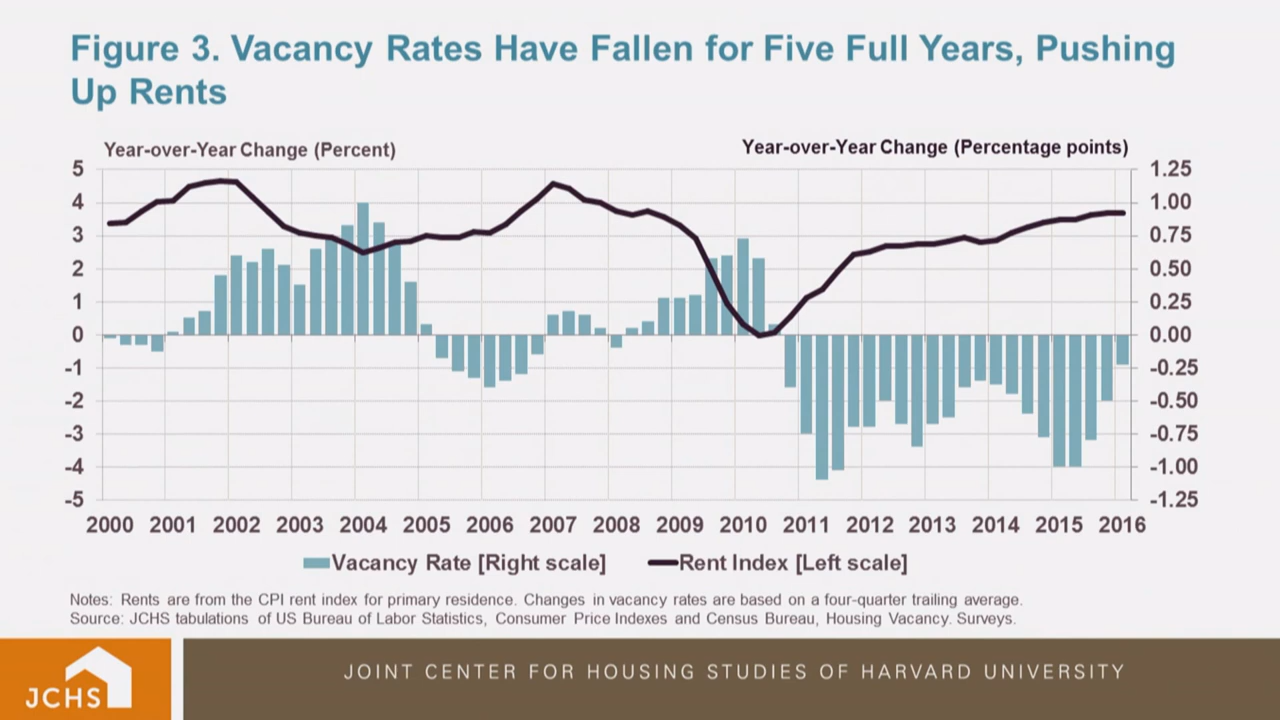 Figure 3. Vacancy Rates Have Fallen for Five Full Years, Pushing
Up Rents
Year-over-Year Change (Percent)
Year-over-Year Change (Percentage points)
5
4
3
2
1
0
-1
-2
-3
-4
-5
1.25
1.00
0.75
0.50
0.25
0.00
-0.25
-0.50
-0.75
-1.00
-1.25
2000 2001 2002 2003 2004 2005 2006 2007 2008 2009 2010 2011 2012 2013 2014 2015 2016
Vacancy Rate [Right scale] Rent Index [Left scale]
Notes: Rents are from the CPI rent index for primary residence. Changes in vacancy rates are based on a four-quarter trailing average.
Source: JCHS tabulations of US Bureau of Labor Statistics, Consumer Price Indexes and Census Bureau, Housing Vacancy. Surveys.
JCHS
JOINT CENTER FOR HOUSING STUDIES OF HARVARD UNIVERSITY